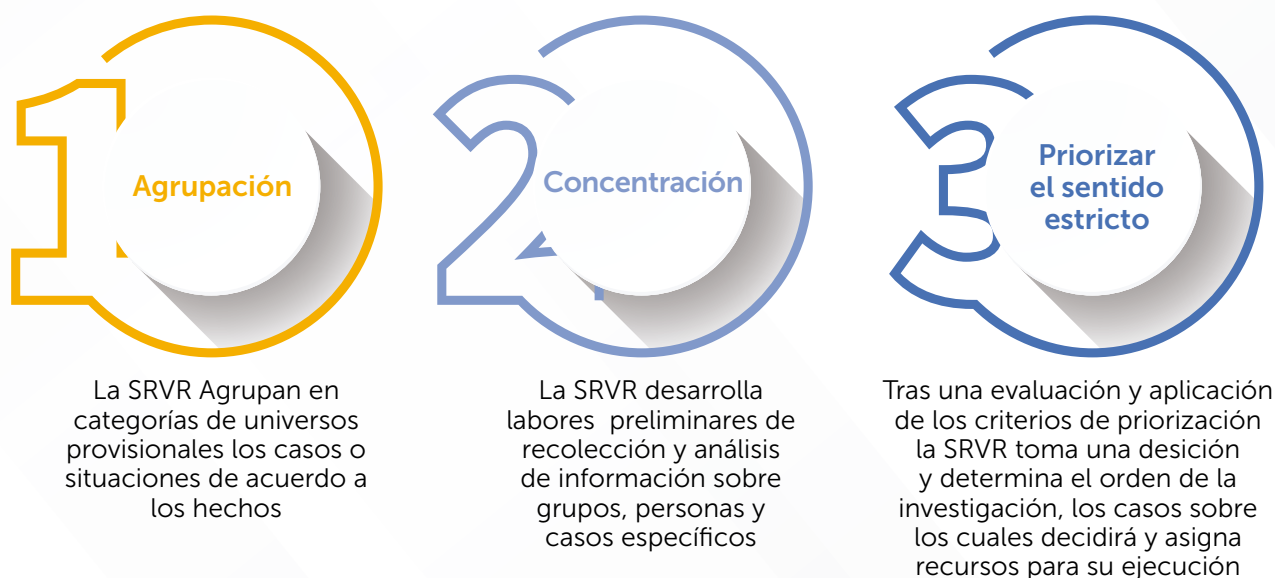 1
Agrupación
La SRVR Agrupan en
categorías de universos
provisionales los casos o
situaciones de acuerdo a
los hechos
2
Concentración
La SRVR desarrolla
labores preliminares de
recolección y análisis
de información sobre
grupos, personas y
casos específicos
3
Priorizar
el sentido
estricto
Tras una evaluación y aplicación
de los criterios de priorización
la SRVR toma una desición
y determina el orden de la
investigación, los casos sobre
los cuales decidirá y asigna
recursos para su ejecución